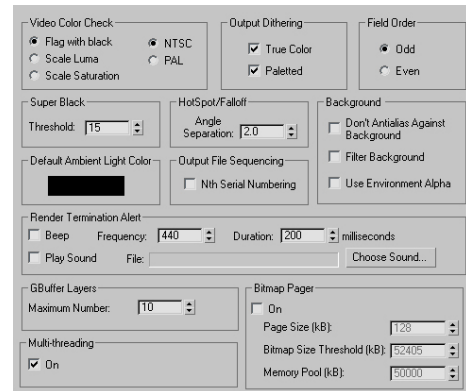 Video Color Check
Flag with black
NTSC
Scale Luma
PAL
Scale Saturation
Output Dithering
True Color
Paletted
Field Order
Odd
Even
Super Black
Threshold: 15
HotSpot/Falloff
Angle
Separation: 2.0
Background
Don't Antialias Against
Background
Filter Background
Use Environment Alpha
Default Ambient Light Color
Output File Sequencing
Nth Serial Numbering
Render Termination Alert
Beep Frequency: 440 Duration: 200 milliseconds
Play Sound File: Choose Sound...
GBuffer Layers
Maximum Number: 10
Multi-threading
On
Bitmap Pager
On
Page Size (kB): 128
Bitmap Size Threshold (kB): 52405
Memory Pool (kB): 50000